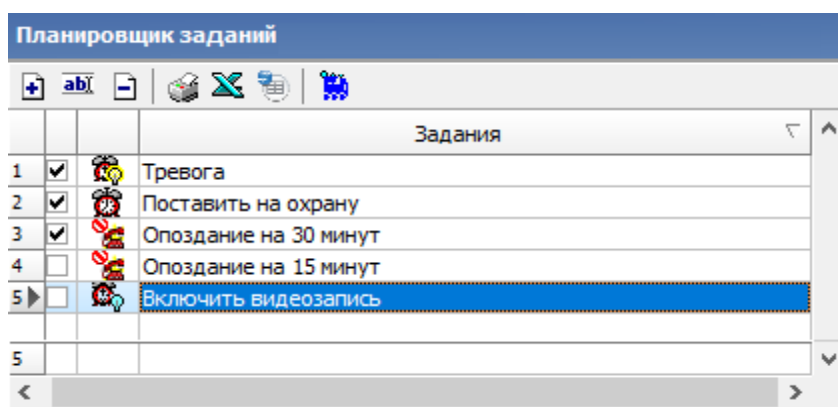 Планировщик заданий
abI
Задания
1 Тревога
2 Поставить на охрану
3 Опоздание на 30 минут
4 Опоздание на 15 минут
5 Включить видеозапись
5